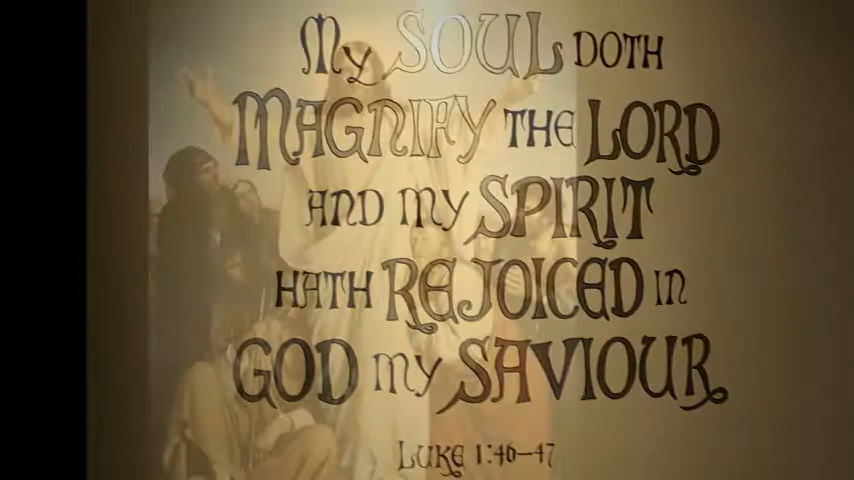 My SOUL DOTH
MAGNIFY THE LORD
AND My SPIRIT
HATH REJOICED IN
GOD My SAVIOUR
LUKE 1:46–47